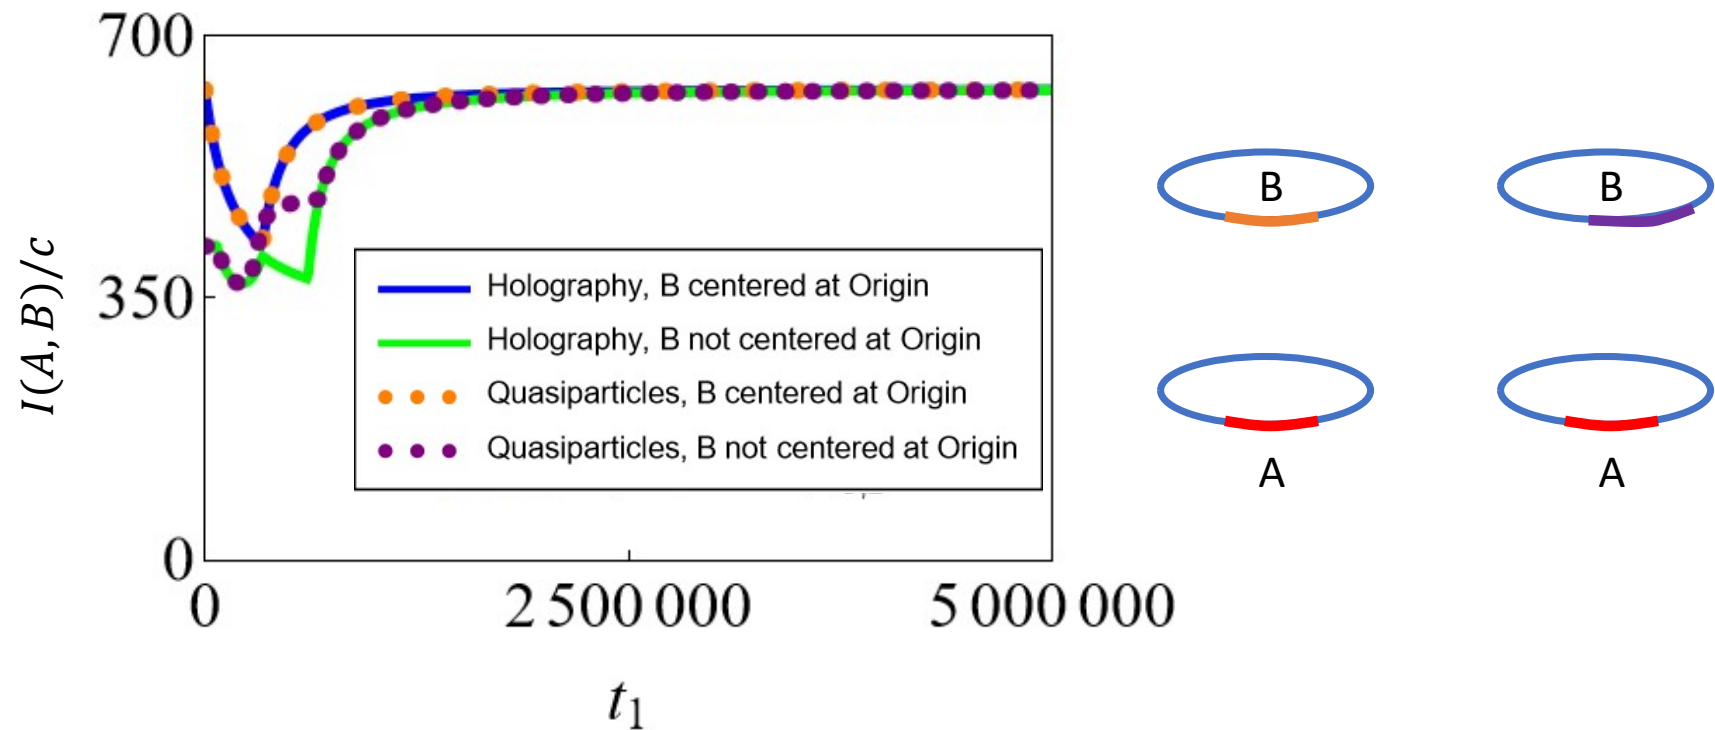 700
350
0
I(A,B)/c
0
2 500 000
5 000 000
t1
Holography, B centered at Origin
Holography, B not centered at Origin
Quasiparticles, B centered at Origin
Quasiparticles, B not centered at Origin
B
B
A
A